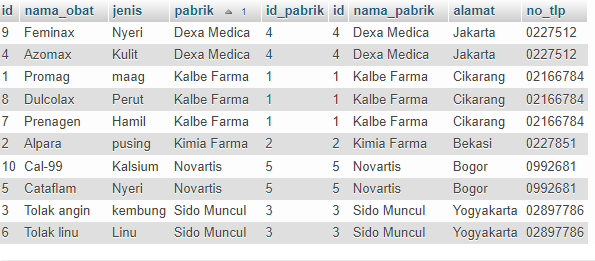 id nama_obat jenis pabrik 1 id_pabrik id nama_pabrik alamat no_tlp
9 Feminax Nyeri Dexa Medica 4 4 Dexa Medica Jakarta 0227512
4 Azomax Kulit Dexa Medica 4 4 Dexa Medica Jakarta 0227512
1 Promag maag Kalbe Farma 1 1 Kalbe Farma Cikarang 02166784
8 Dulcolax Perut Kalbe Farma 1 1 Kalbe Farma Cikarang 02166784
7 Prenagen Hamil Kalbe Farma 1 1 Kalbe Farma Cikarang 02166784
2 Alpara pusing Kimia Farma 2 2 Kimia Farma Bekasi 0227851
10 Cal-99 Kalsium Novartis 5 5 Novartis Bogor 0992681
5 Cataflam Nyeri Novartis 5 5 Novartis Bogor 0992681
3 Tolak angin kembung Sido Muncul 3 3 Sido Muncul Yogyakarta 02897786
6 Tolak linu Linu Sido Muncul 3 3 Sido Muncul Yogyakarta 02897786